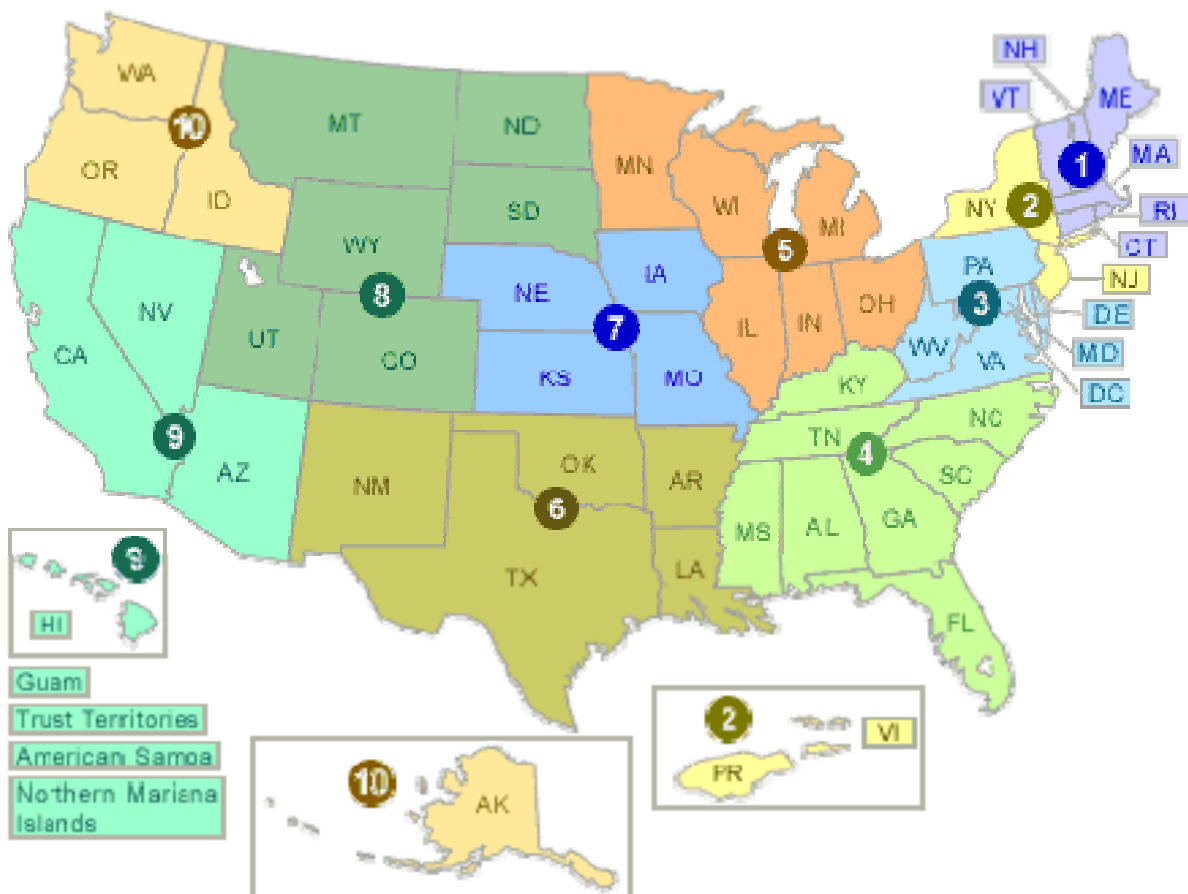 WA
MT
ND
MN
NH
VT
ME
10
OR
ID
SD
WI
MI
1
MA
RI
CT
NY
2
WY
8
NE
IA
5
PA
3
NJ
DE
MD
DC
NV
CA
UT
CO
7
KS
MO
IL
IN
OH
WV
VA
KY
9
AZ
NM
OK
6
AR
TN
4
NC
SC
TX
LA
MS
AL
GA
FL
9
HI
Guam
Trust Territories
American Samoa
Northern Mariana
Islands
10
AK
2
VI
PR